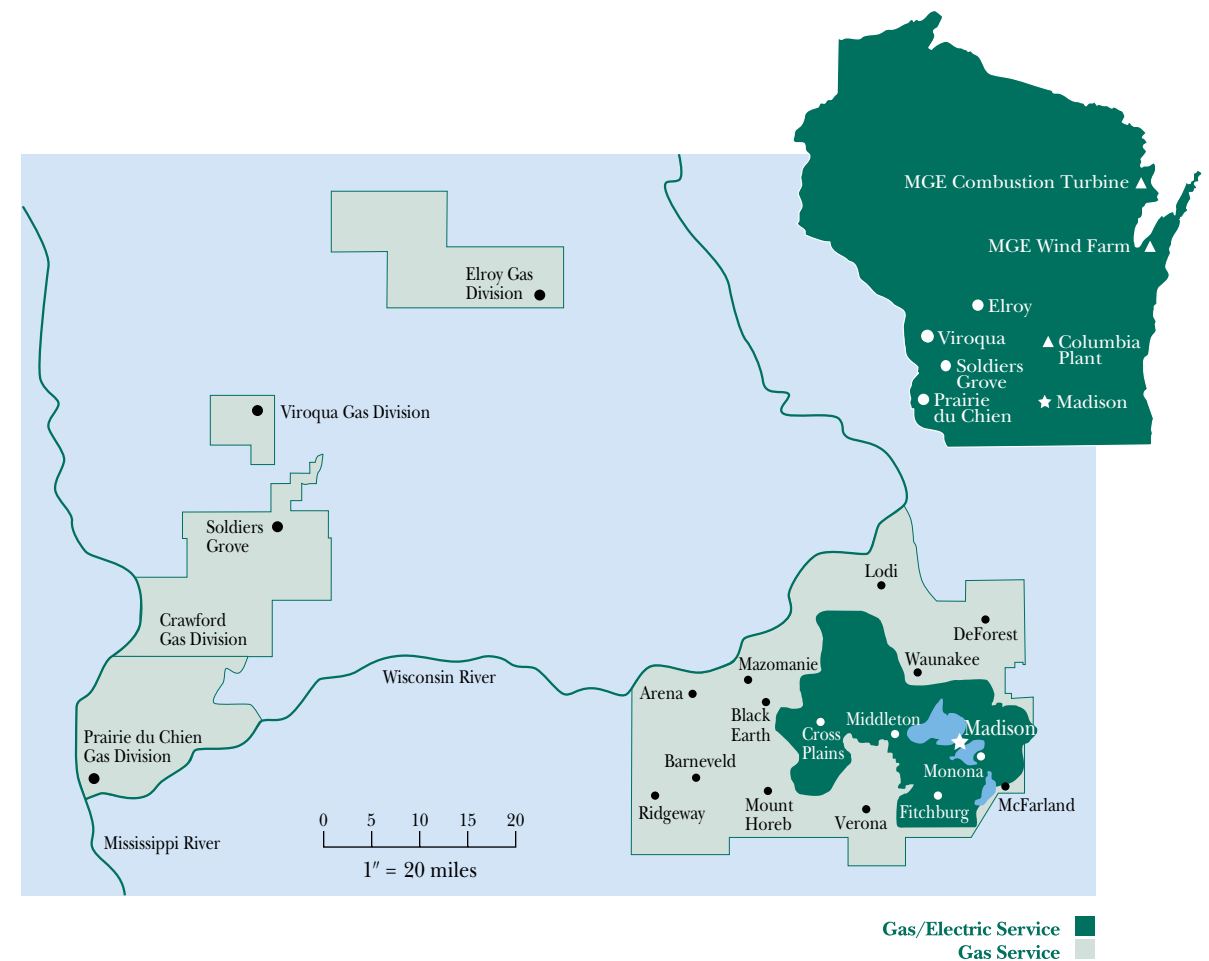 MGE Combustion Turbine
MGE Wind Farm
Elroy
Viroqua
Columbia
Plant
Soldiers
Grove
Prairie
du Chien
Madison
Elroy Gas
Division
Viroqua Gas Division
Soldiers
Grove
Crawford
Gas Division
Wisconsin River
Prairie du Chien
Gas Division
Mississippi River
Lodi
DeForest
Waunakee
Mazomanie
Arena
Black
Earth
Middleton
Madison
Cross
Plains
Monona
Barneveld
Ridgeway
Mount
Horeb
Verona
Fitchburg
McFarland
0 5 10 15 20
1″ = 20 miles
Gas/Electric Service
Gas Service